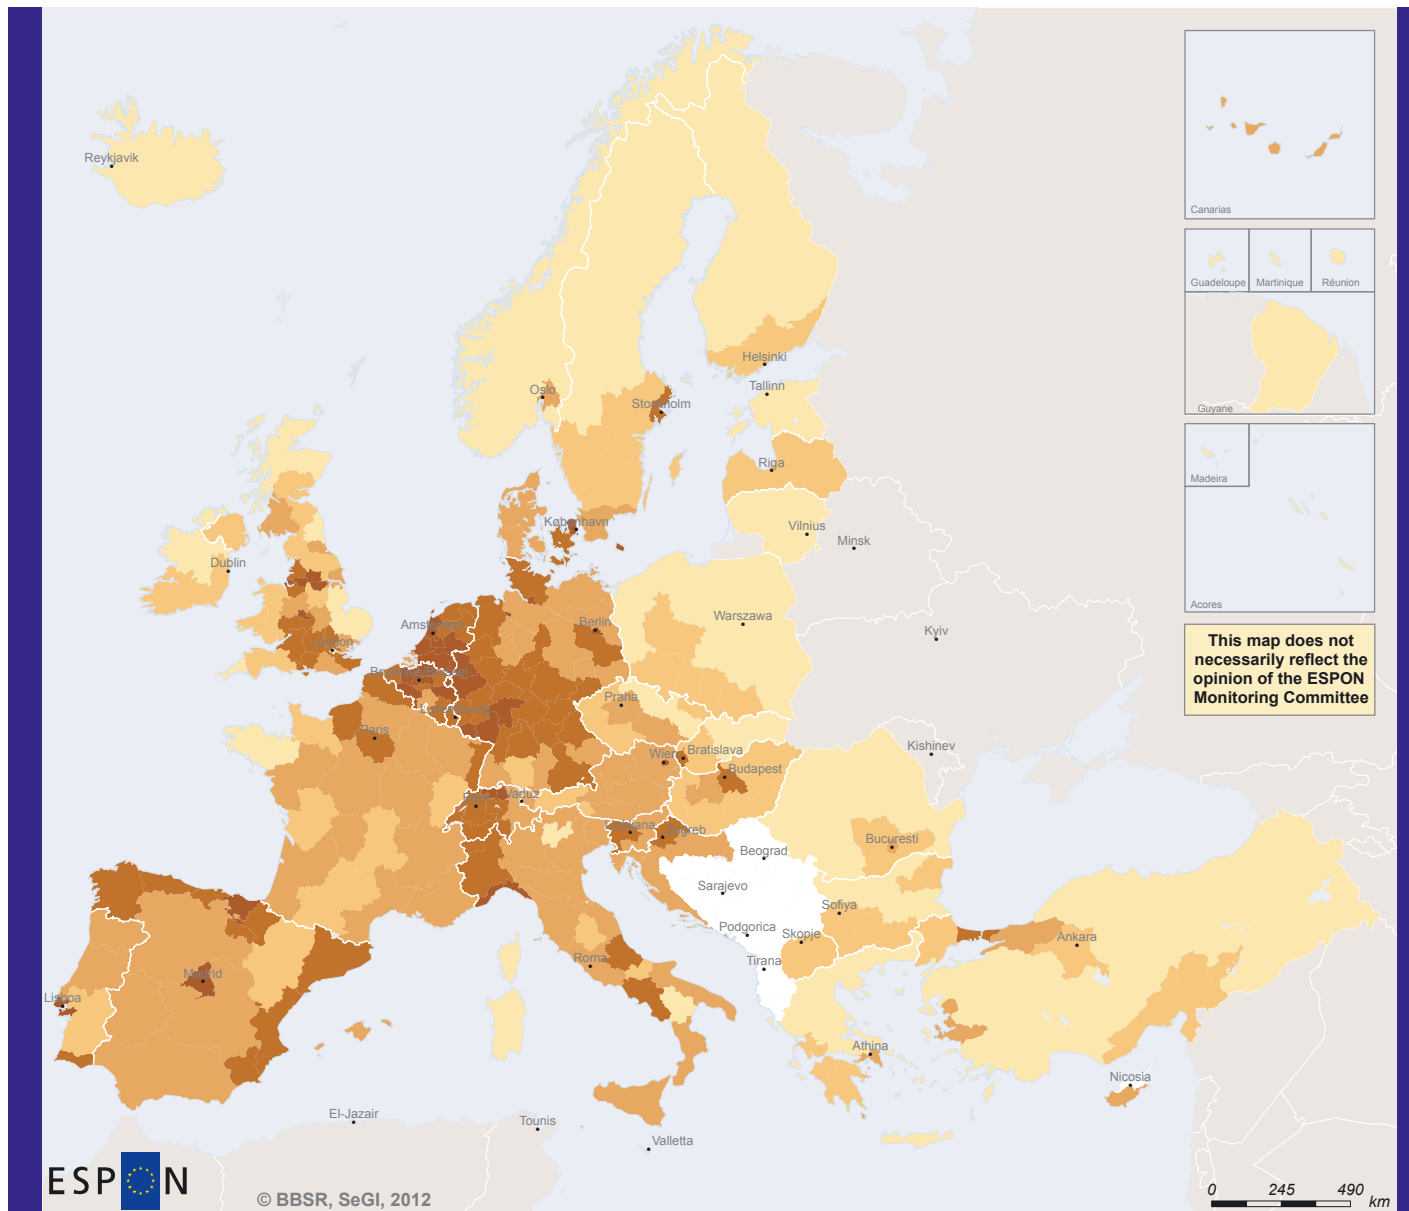 Canarias
Reykjavik
Guadeloupe
Martinique
Réunion
Helsinki
Tallinn
Oslo
Stockholm
Guyane
Riga
Madeira
København
Vilnius
Minsk
Dublin
Acores
Amsterdam
Berlin
Warszawa
Kyiv
London
This map does not
necessarily reflect the
opinion of the ESPON
Monitoring Committee
Praha
Paris
Kishinev
Wien
Bratislava
Budapest
Bern
Vaduz
Ljubljana
Zagreb
Bucuresti
Beograd
Sarajevo
Sofiya
Podgorica
Skopje
Ankara
Roma
Tirana
Madrid
Lisboa
Athina
Nicosia
El-Jazair
Tounis
Valletta
ESPON
© BBSR, SeGI, 2012
0 245 490
km